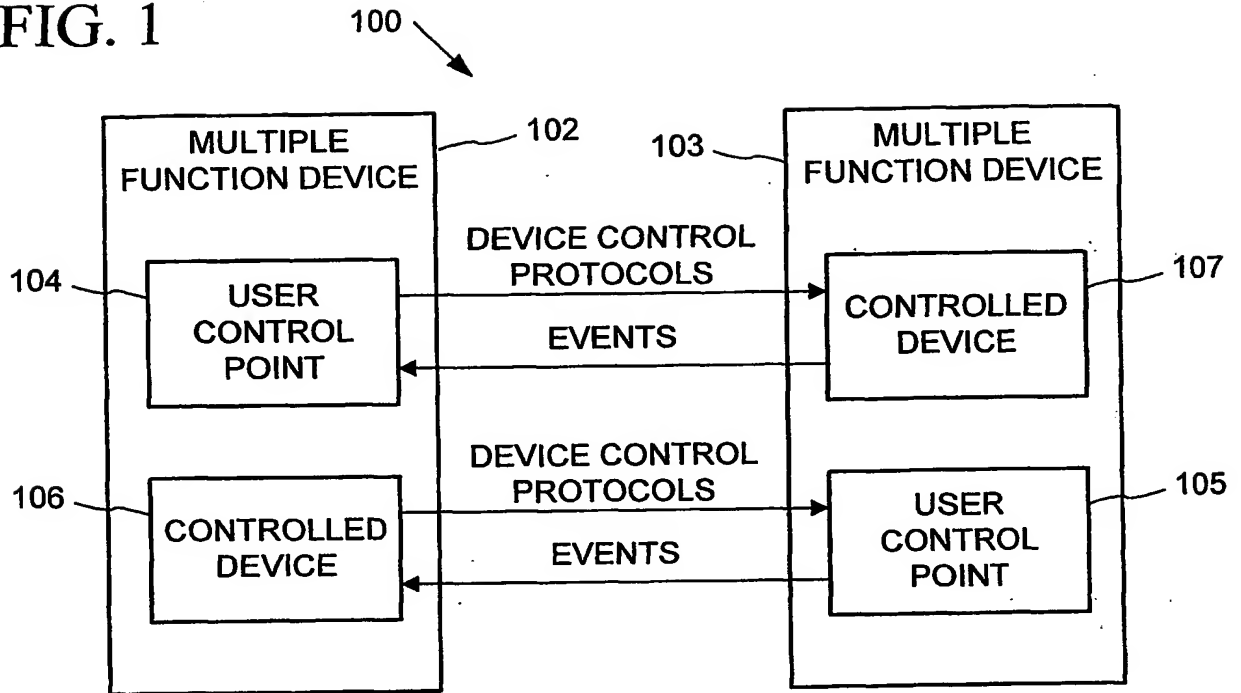 FIG. 1
100
MULTIPLE
FUNCTION DEVICE
102
103
MULTIPLE
FUNCTION DEVICE
DEVICE CONTROL
PROTOCOLS
104
USER
CONTROL
POINT
EVENTS
CONTROLLED
DEVICE
107
DEVICE CONTROL
PROTOCOLS
106
CONTROLLED
DEVICE
EVENTS
USER
CONTROL
POINT
105